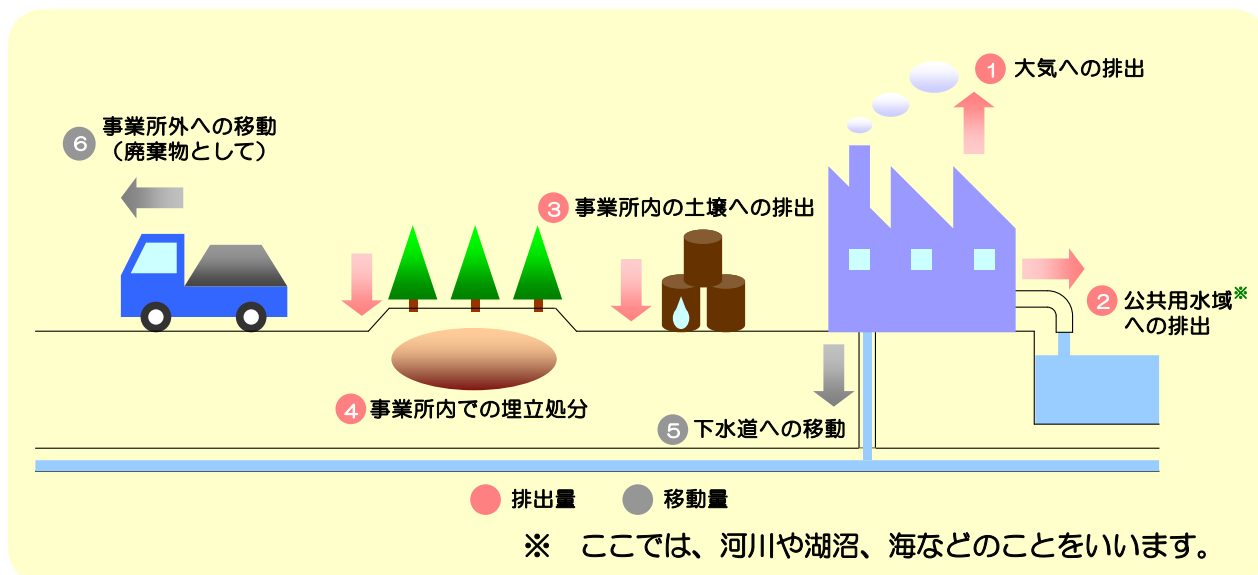 1 大気への排出
6 事業所外への移動
（廃棄物として）
3 事業所内の土壌への排出
2 公共用水域※
への排出
4 事業所内での埋立処分
5 下水道への移動
排出量 移動量
※ ここでは、河川や湖沼、海などのことをいいます。